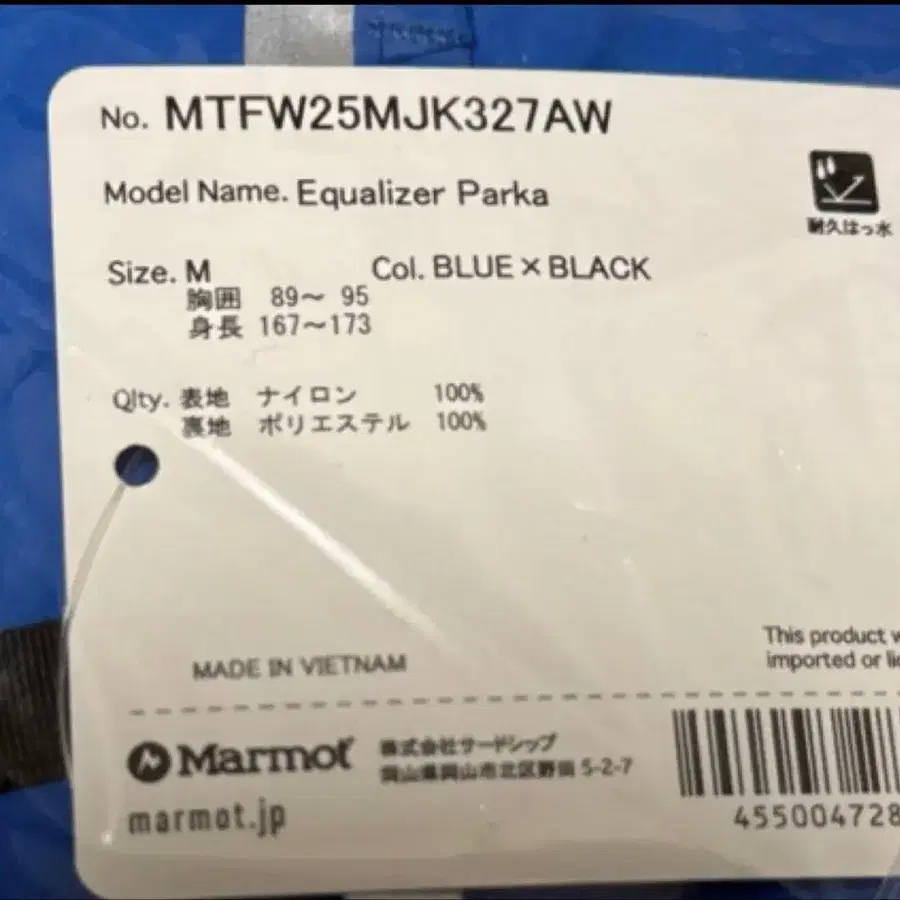 No. MTFW25MJK327AW
Model Name. Equalizer Parka
耐久はっ水
Size. M Col. BLUE×BLACK
胸囲 89～ 95
身長 167～173
Qlty. 表地 ナイロン 100%
裏地 ポリエステル 100%
MADE IN VIETNAM
This product w
imported or li
Marmot
株式会社サードシップ
岡山県岡山市北区野田 5-2-7
marmot.jp
455004728